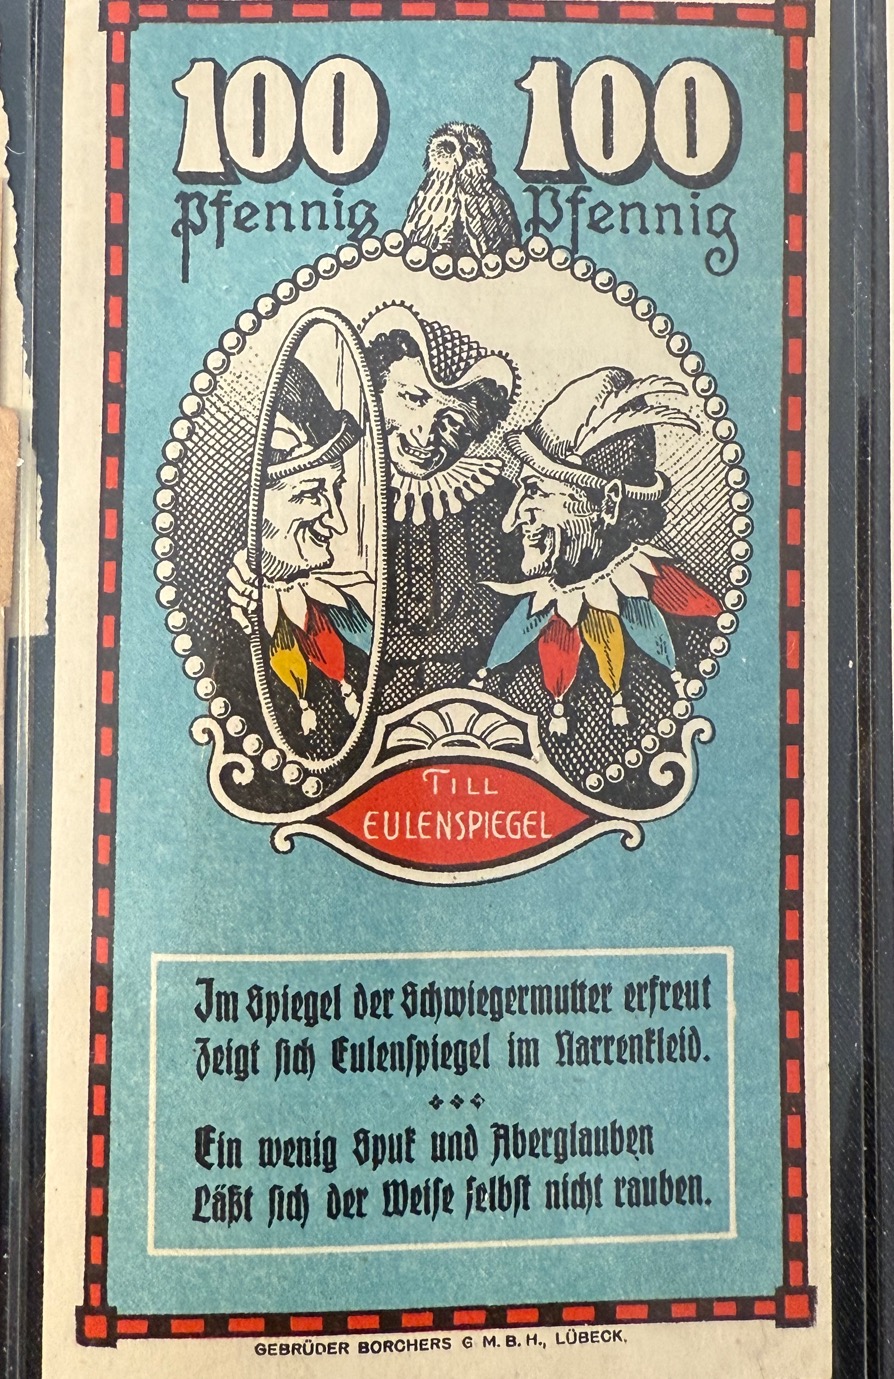 100 100
Pfennig Pfennig
TILL
EULENSPIEGEL
Im Spiegel der Schwiegermutter erfreut
Zeigt ſich Eulenſpiegel im Narrenkleid.
Ein wenig Spuk und Aberglauben
Läßt ſich der Weiſe ſelbſt nicht rauben.
GEBRÜDER BORCHERS G M. B. H., LÜBECK.